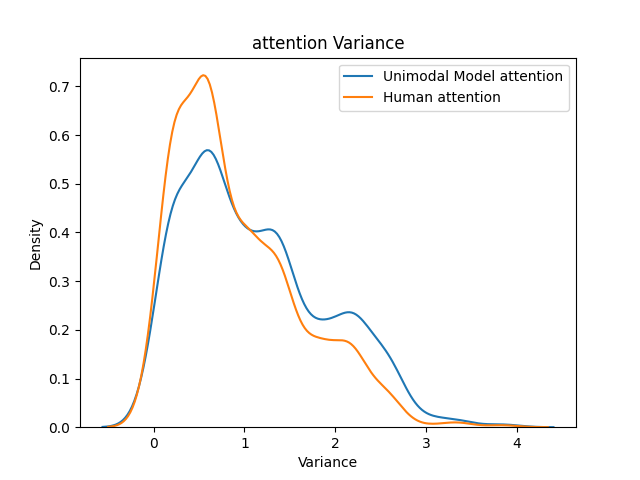 attention Variance
Unimodal Model attention
Human attention
Density
0.7
0.6
0.5
0.4
0.3
0.2
0.1
0.0
0 1 2 3 4
Variance